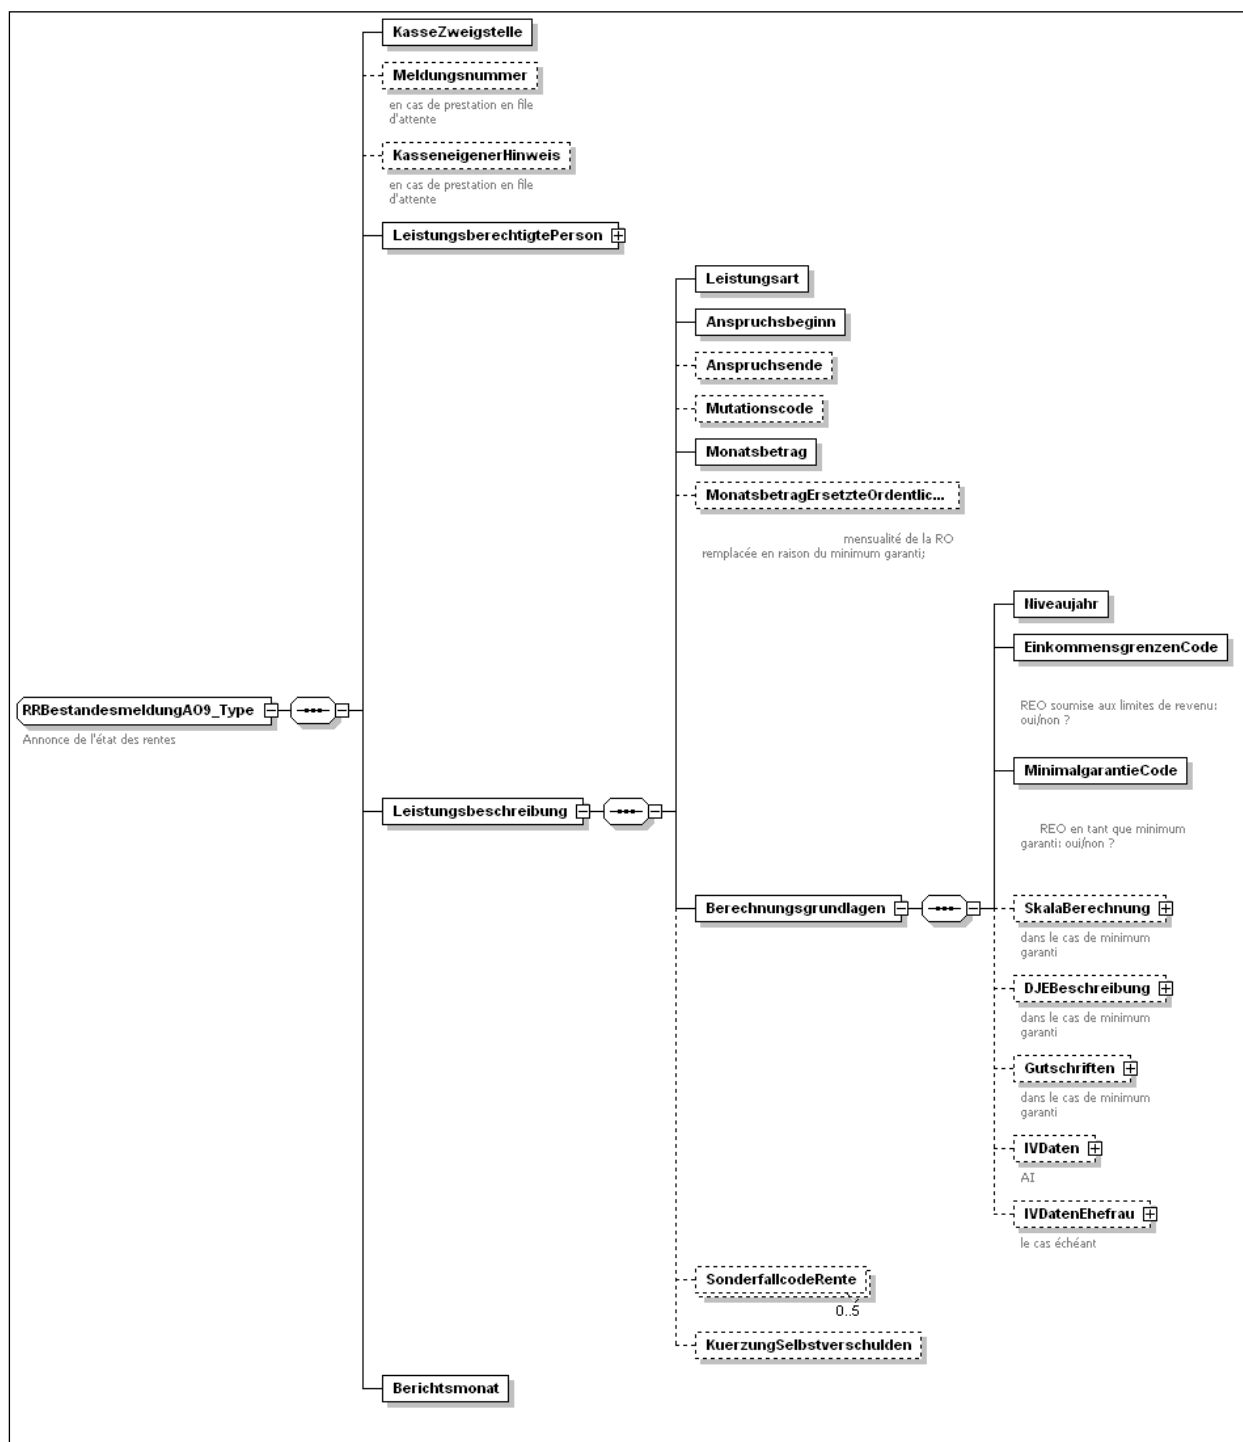 KasseZweigstelle
Meldungsnummer
en cas de prestation en file
d'attente
KasseneigenerHinweis
en cas de prestation en file
d'attente
LeistungsberechtigtePerson
Leistungsart
Anspruchsbeginn
Anspruchsende
Mutationscode
Monatsbetrag
MonatsbetragErsetzteOrdentlic...
mensualité de la RO
remplacée en raison du minimum garanti;
Niveaujahr
EinkommensgrenzenCode
REO soumise aux limites de revenu:
oui/non ?
RRBestandesmeldungAO9_Type
Annonce de l'état des rentes
MinimalgarantieCode
REO en tant que minimum
garanti: oui/non ?
Leistungsbeschreibung
Berechnungsgrundlagen
SkalaBerechnung
dans le cas de minimum
garanti
DJEBeschreibung
dans le cas de minimum
garanti
Gutschriften
dans le cas de minimum
garanti
IVDaten
AI
IVDatenEhefrau
le cas échéant
SonderfallcodeRente
0..5
KuerzungSelbstverschulden
Berichtsmonat